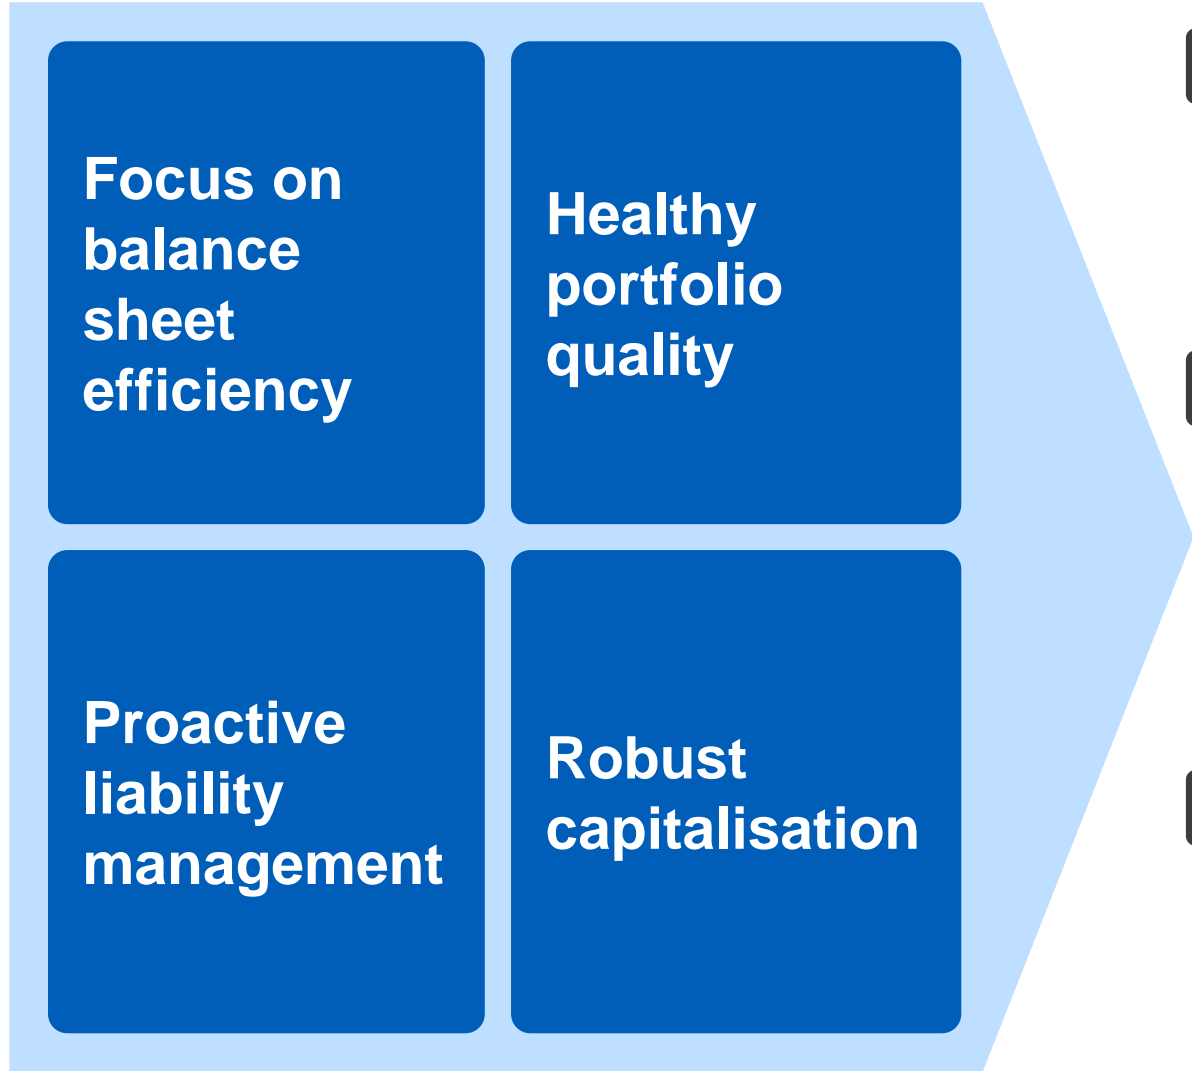 Focus on
balance
sheet
efficiency
Healthy
portfolio
quality
Proactive
liability
management
Robust
capitalisation